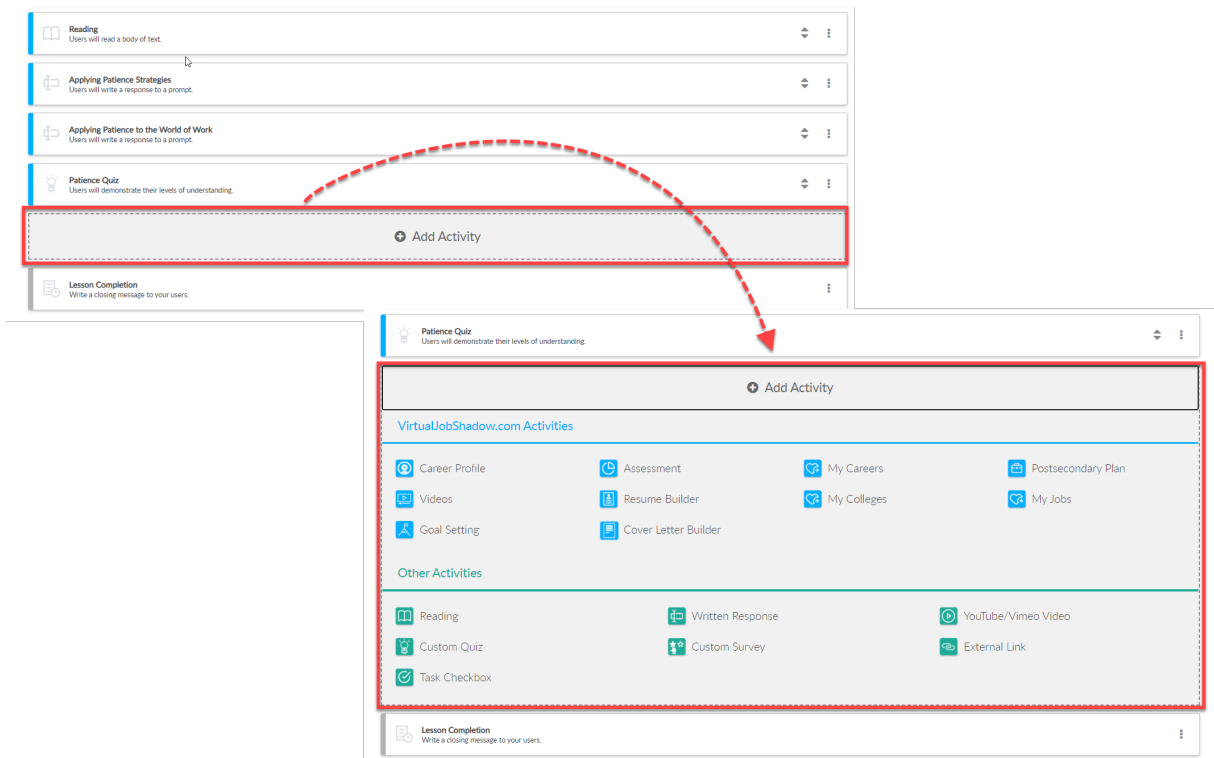 Reading
Users will read a body of text.
Applying Patience Strategies
Users will write a response to a prompt.
Applying Patience to the World of Work
Users will write a response to a prompt.
Patience Quiz
Users will demonstrate their levels of understanding.
Add Activity
Lesson Completion
Write a closing message to your users.
Patience Quiz
Users will demonstrate their levels of understanding.
Add Activity
VirtualJobShadow.com Activities
Career Profile Assessment My Careers Postsecondary Plan
Videos Resume Builder My Colleges My Jobs
Goal Setting Cover Letter Builder
Other Activities
Reading Written Response YouTube/Vimeo Video
Custom Quiz Custom Survey External Link
Task Checkbox
Lesson Completion
Write a closing message to your users.